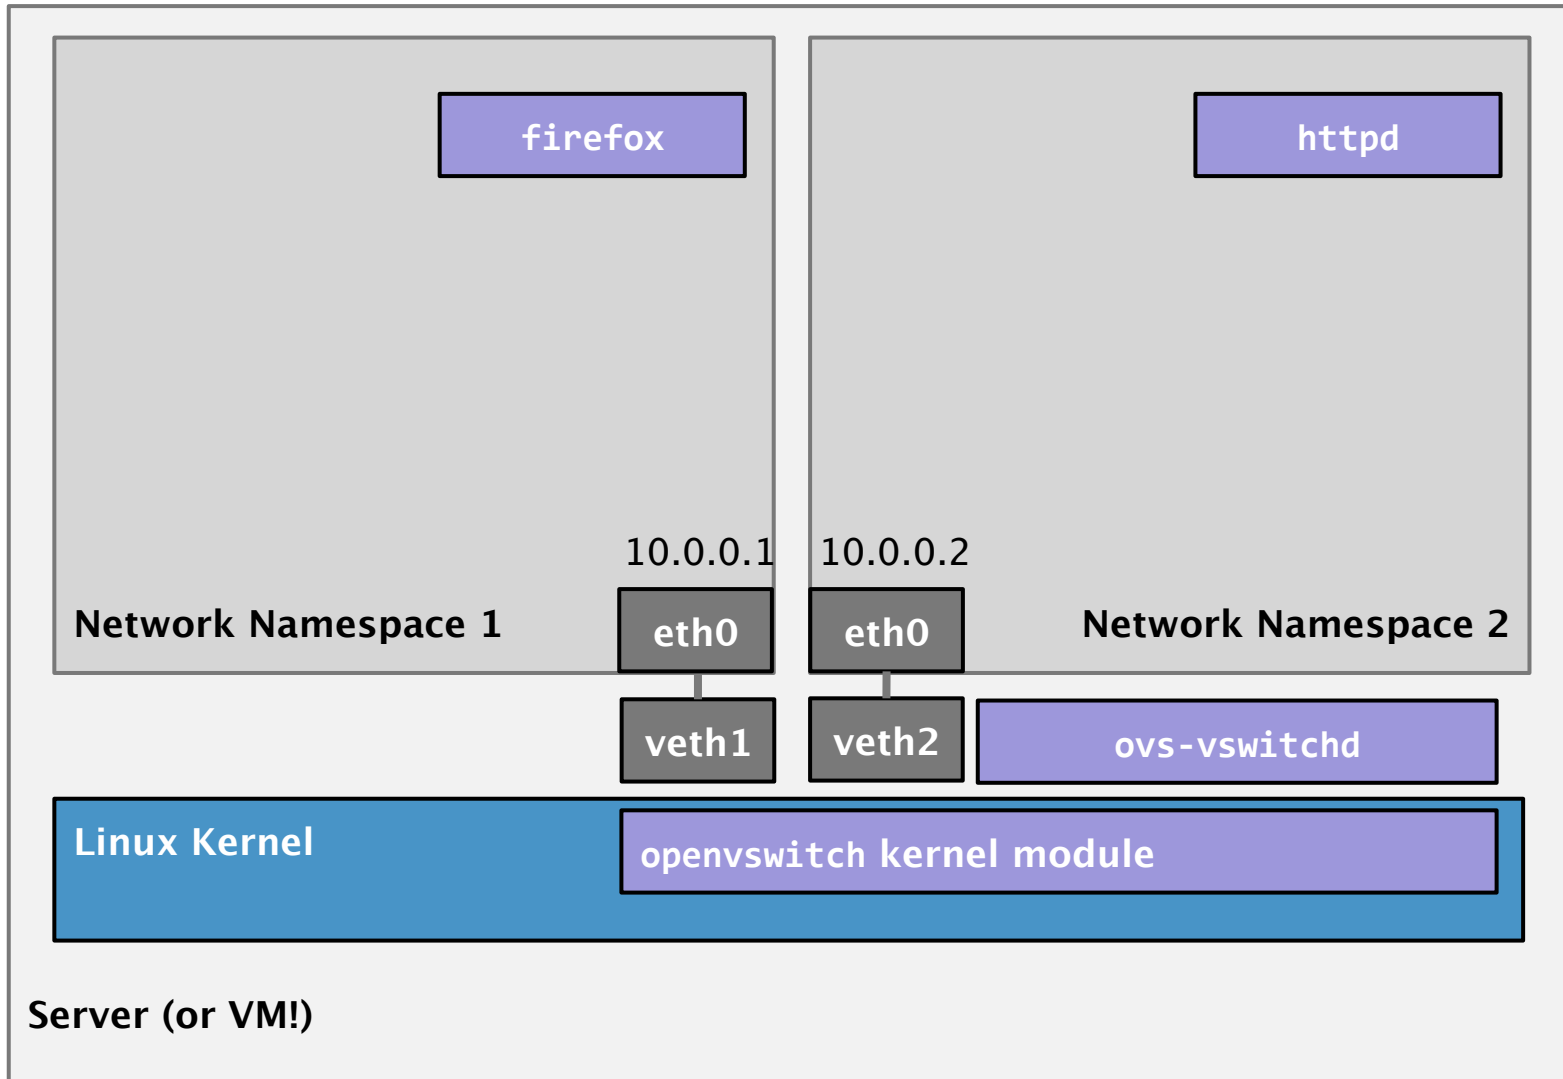 firefox
httpd
10.0.0.1
10.0.0.2
Network Namespace 1
eth0
eth0
Network Namespace 2
veth1
veth2
ovs-vswitchd
Linux Kernel
openvswitch kernel module
Server (or VM!)